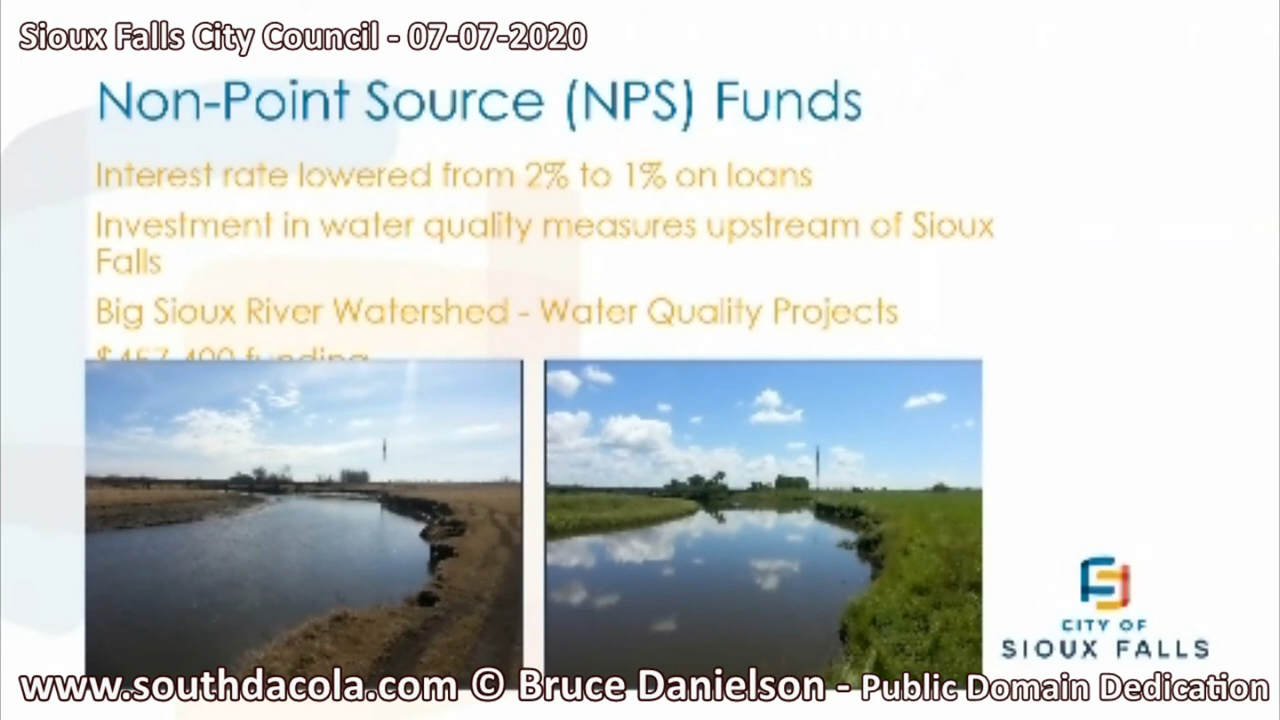 Sioux Falls City Council - 07-07-2020
Non-Point Source (NPS) Funds
Interest rate lowered from 2% to 1% on loans
Investment in water quality measures upstream of Sioux
Falls
Big Sioux River Watershed - Water Quality Projects
funding
CITY OF
SIOUX FALLS
www.southdacola.com © Bruce Danielson - Public Domain Dedication